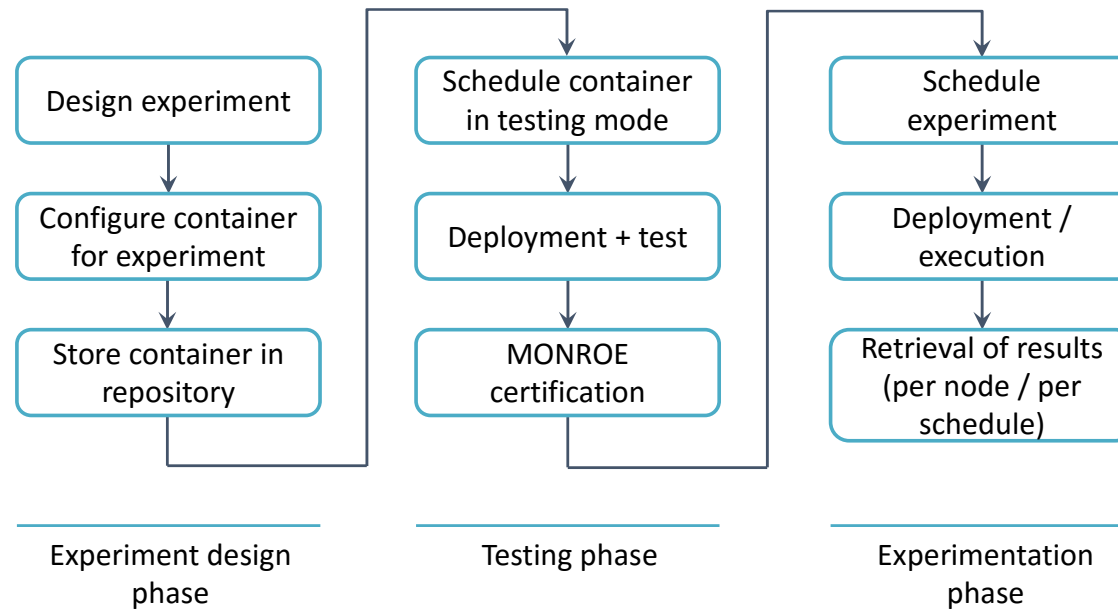 Design experiment
Configure container
for experiment
Store container in
repository
Schedule container
in testing mode
Deployment + test
MONROE
certification
Schedule
experiment
Deployment /
execution
Retrieval of results
(per node / per
schedule)
Experiment design
phase
Testing phase
Experimentation
phase